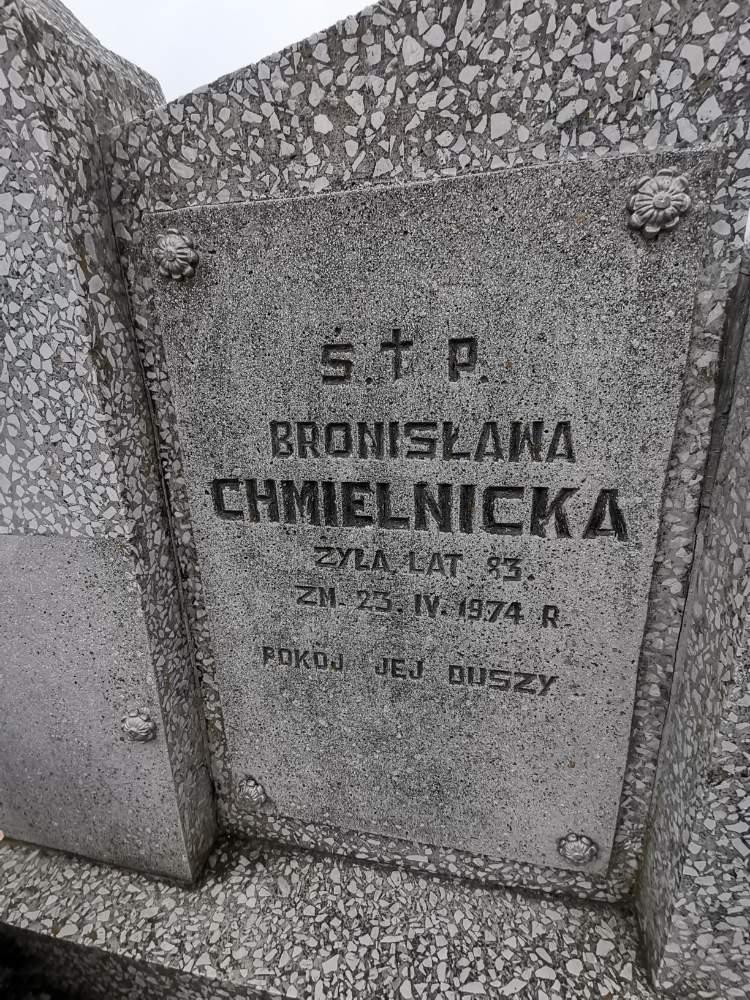 Ś. † P.
BRONISŁAWA
CHMIELNICKA
ŻYŁA LAT 83.
ZM. 23. IV. 1974 R.
POKÓJ JEJ DUSZY